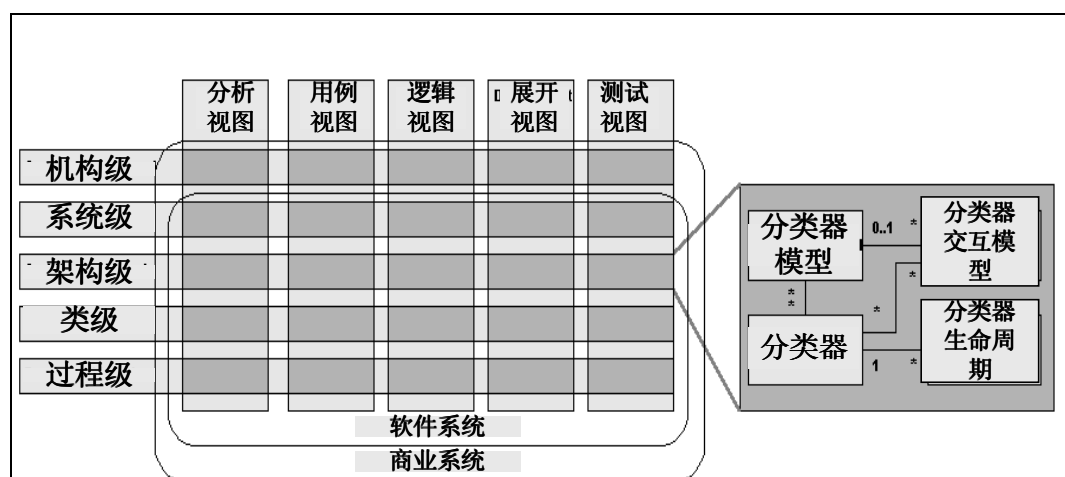 分析
视图
用例
视图
逻辑
视图
展开
视图
测试
视图
机构级
系统级
架构级
类级
过程级
软件系统
商业系统
分类器
模型
0..1
*
分类器
交互模
型
*
*
*
*
分类器
1
*
分类器
生命周
期